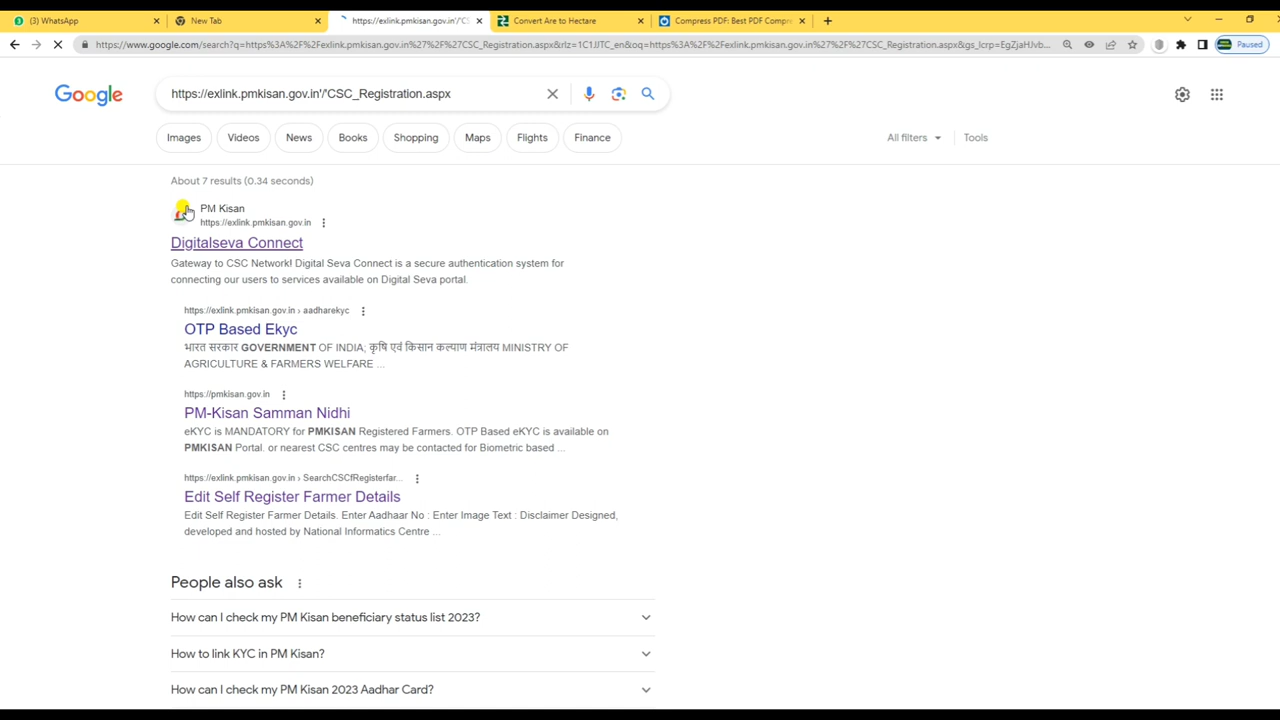 (3) WhatsApp
New Tab
https://exlink.pmkisan.gov.in'/'CS
Convert Are to Hectare
Compress PDF: Best PDF Compre
https://www.google.com/search?q=https%3A%2F%2Fexlink.pmkisan.gov.in%27%2F%27CSC_Registration.aspx&rlz=1C1JJTC_en&oq=https%3A%2F%2Fexlink.pmkisan.gov.in%27%2F%27CSC_Registration.aspx&gs_lcrp=EgZjaHJvb...
Paused
Google
https://exlink.pmkisan.gov.in'/'CSC_Registration.aspx
Images
Videos
News
Books
Shopping
Maps
Flights
Finance
All filters
Tools
About 7 results (0.34 seconds)
PM Kisan
https://exlink.pmkisan.gov.in
Digitalseva Connect
Gateway to CSC Network! Digital Seva Connect is a secure authentication system for
connecting our users to services available on Digital Seva portal.
https://exlink.pmkisan.gov.in › aadharekyc
OTP Based Ekyc
भारत सरकार GOVERNMENT OF INDIA; कृषि एवं किसान कल्याण मंत्रालय MINISTRY OF
AGRICULTURE & FARMERS WELFARE ...
https://pmkisan.gov.in
PM-Kisan Samman Nidhi
eKYC is MANDATORY for PMKISAN Registered Farmers. OTP Based eKYC is available on
PMKISAN Portal. or nearest CSC centres may be contacted for Biometric based ...
https://exlink.pmkisan.gov.in › SearchCSCfRegisterfar...
Edit Self Register Farmer Details
Edit Self Register Farmer Details. Enter Aadhaar No : Enter Image Text : Disclaimer Designed,
developed and hosted by National Informatics Centre ...
People also ask
How can I check my PM Kisan beneficiary status list 2023?
How to link KYC in PM Kisan?
How can I check my PM Kisan 2023 Aadhar Card?